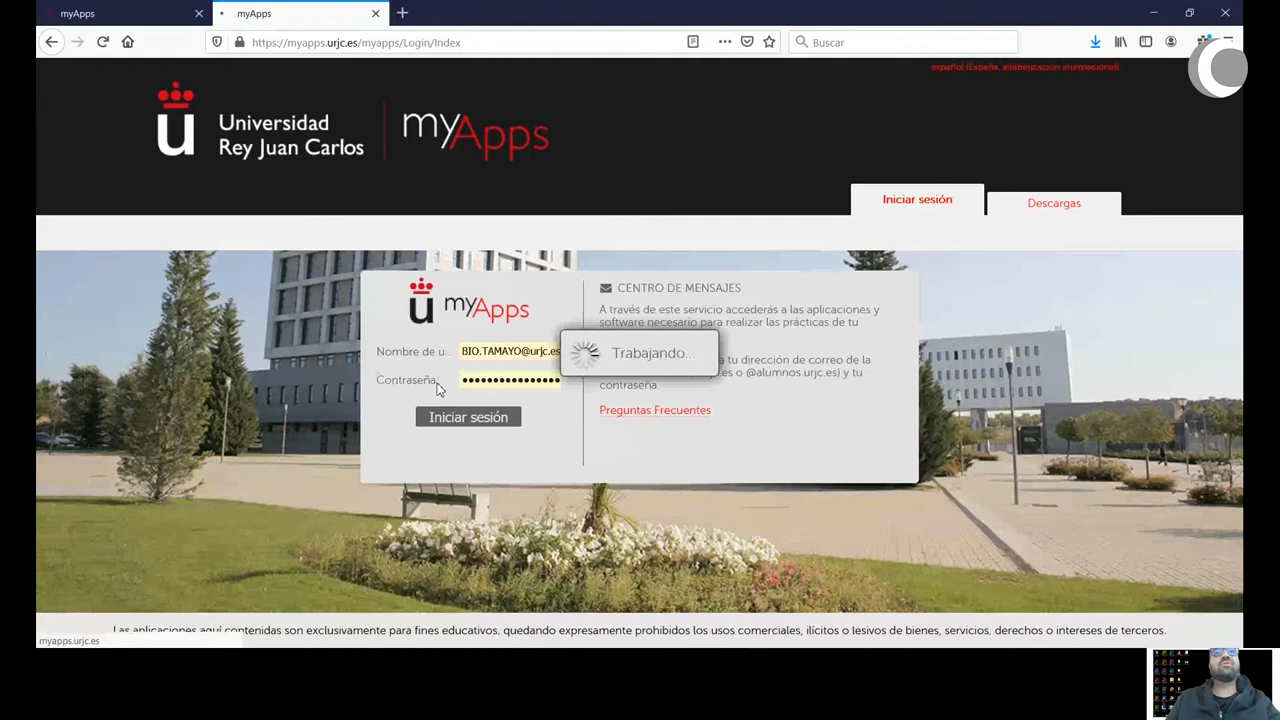 myApps
myApps
https://myapps.urjc.es/myapps/Login/Index
Buscar
español (España, alfabetización internacional)
Universidad
Rey Juan Carlos
myApps
Iniciar sesión
Descargas
u myApps
Nombre de u...
BIO.TAMAYO@urjc.es
Contraseña:
Iniciar sesión
CENTRO DE MENSAJES
A través de este servicio accederás a las aplicaciones y
software necesario para realizar las prácticas de tu
Trabajando...
a tu dirección de correo de la
es o @alumnos.urjc.es) y tu
contraseña.
Preguntas Frecuentes
Las aplicaciones aquí contenidas son exclusivamente para fines educativos, quedando expresamente prohibidos los usos comerciales, ilícitos o lesivos de bienes, servicios, derechos o intereses de terceros.
myapps.urjc.es